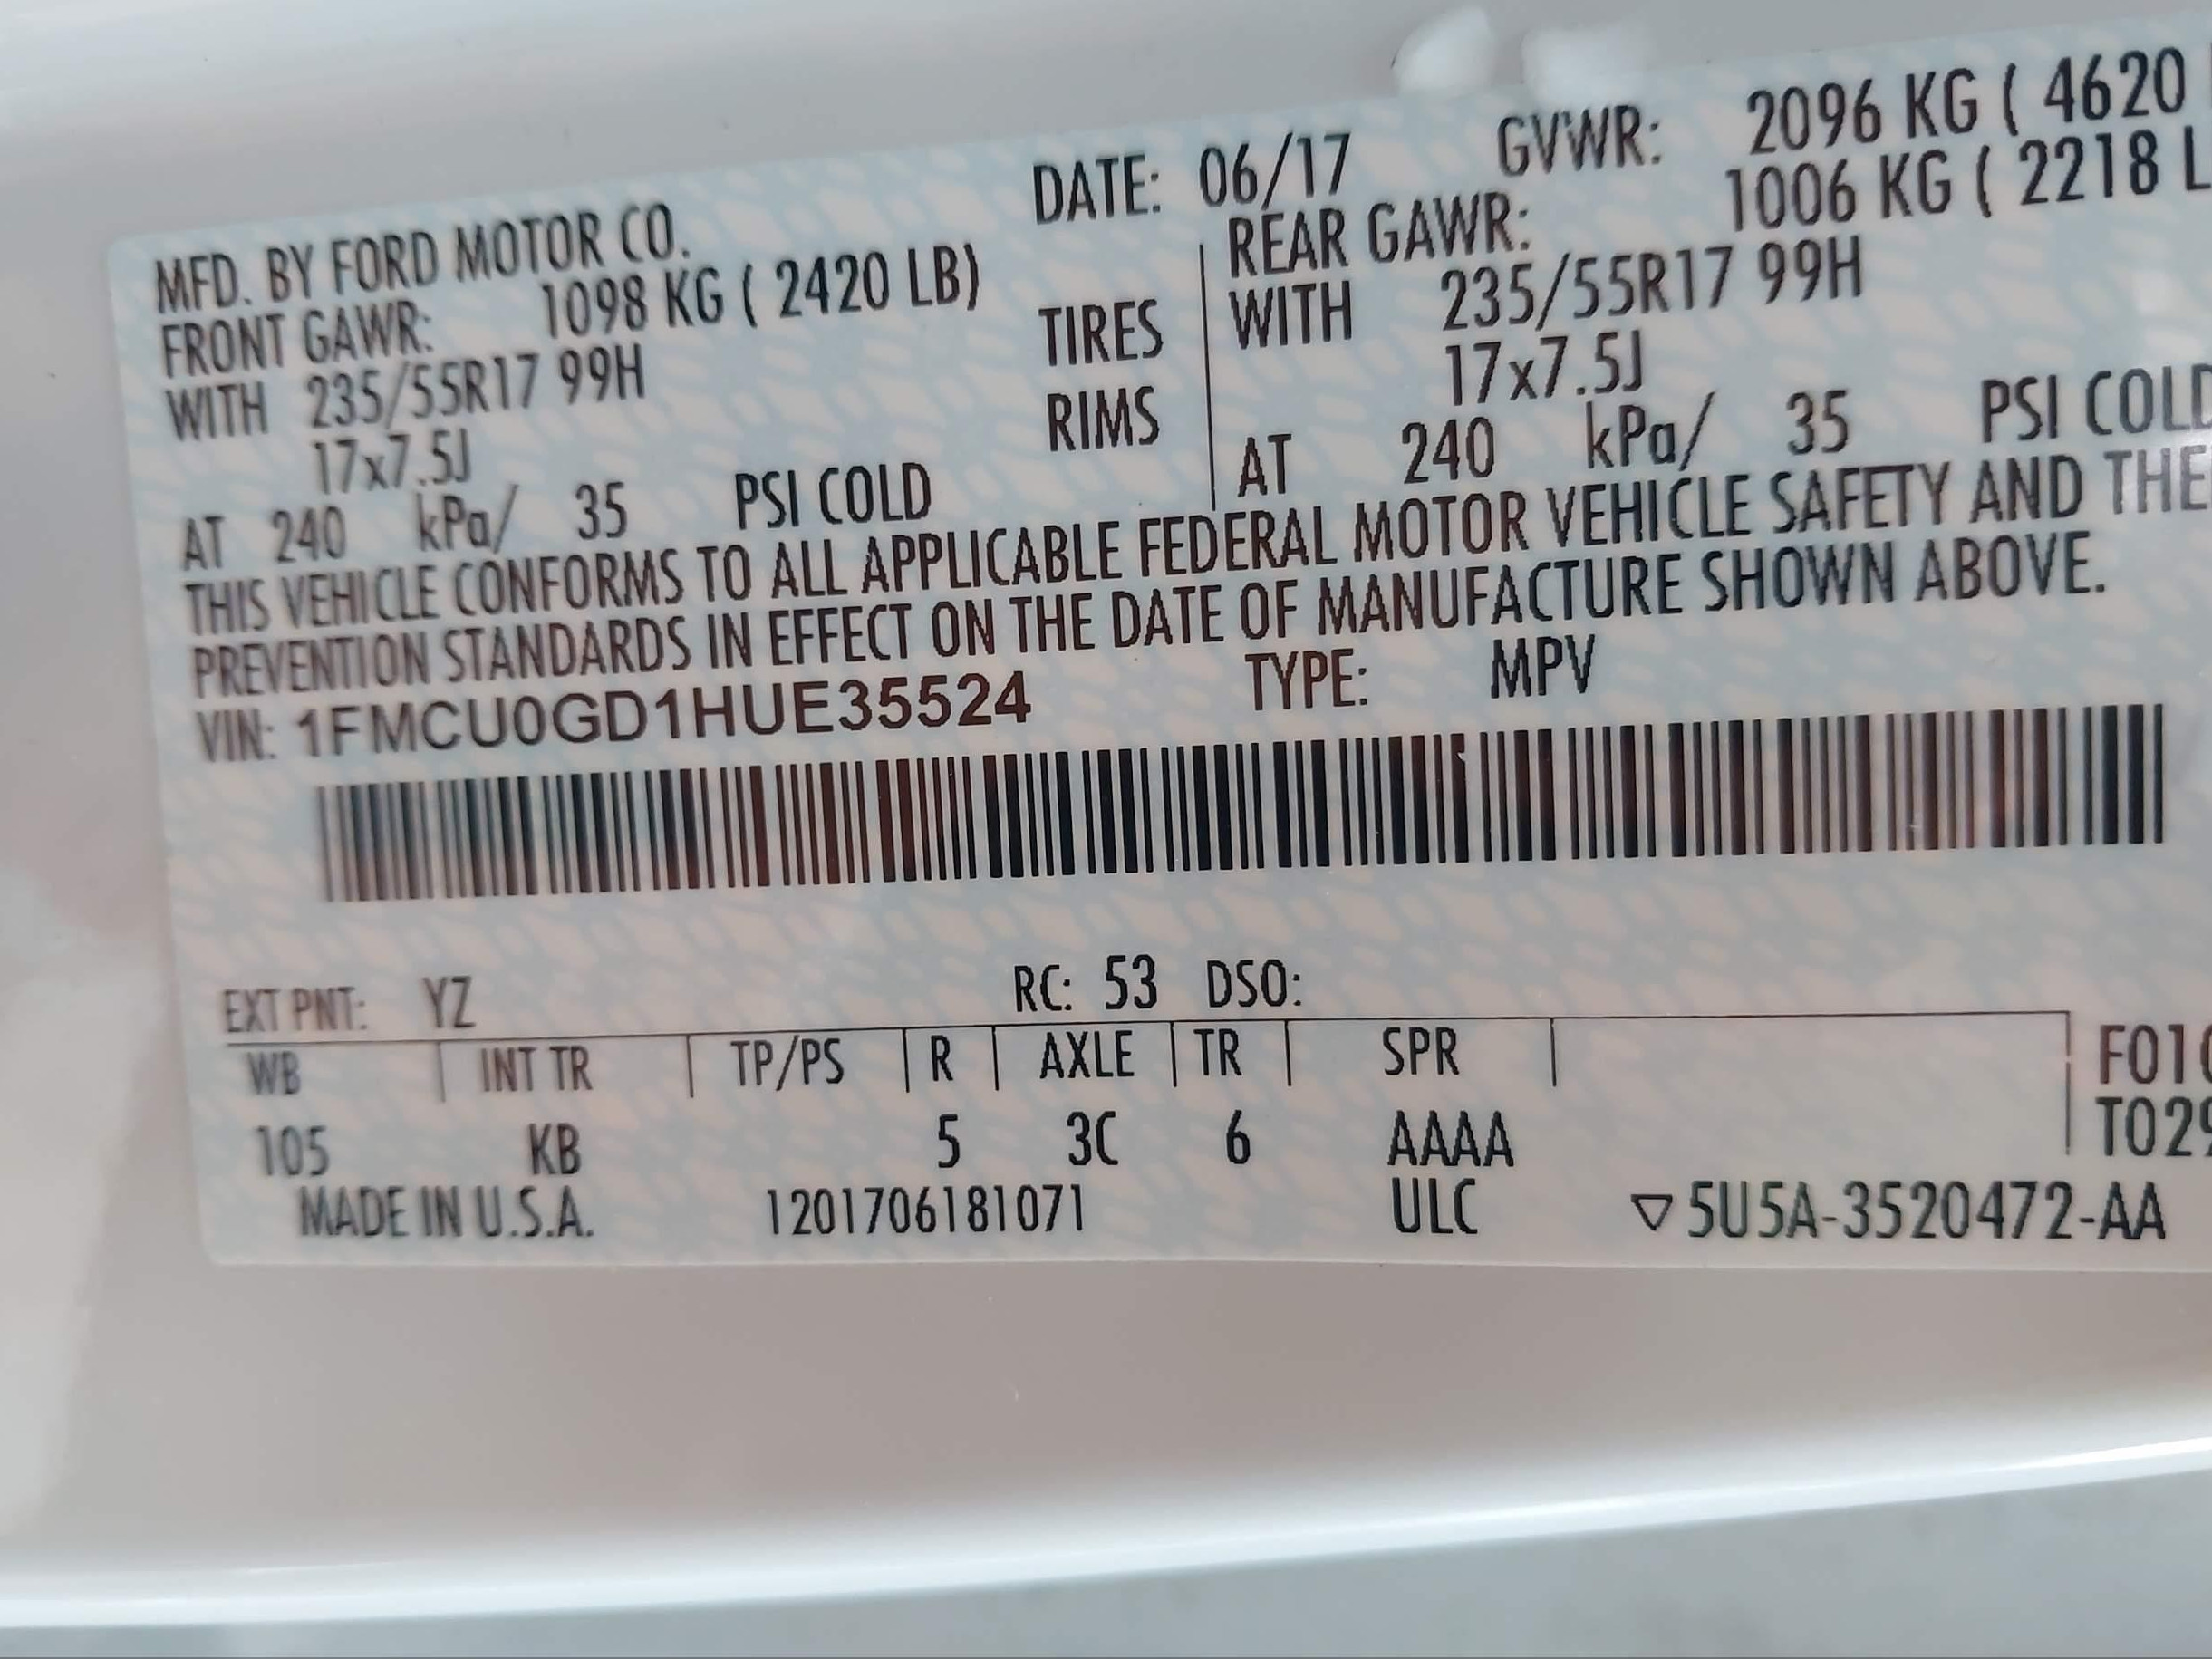 MFD. BY FORD MOTOR CO. DATE: 06/17 GVWR: 2096 KG ( 4620
FRONT GAWR: 1098 KG ( 2420 LB) REAR GAWR: 1006 KG ( 2218 L
WITH 235/55R17 99H TIRES WITH 235/55R17 99H
17x7.5J RIMS 17x7.5J
AT 240 kPa/ 35 PSI COLD AT 240 kPa/ 35 PSI COLD
THIS VEHICLE CONFORMS TO ALL APPLICABLE FEDERAL MOTOR VEHICLE SAFETY AND THE
PREVENTION STANDARDS IN EFFECT ON THE DATE OF MANUFACTURE SHOWN ABOVE.
VIN: 1FMCU0GD1HUE35524 TYPE: MPV
EXT PNT: YZ RC: 53 DSO:
WB INT TR TP/PS R AXLE TR SPR
105 KB 5 3C 6 AAAA
MADE IN U.S.A. 1201706181071 ULC ▽5U5A-3520472-AA